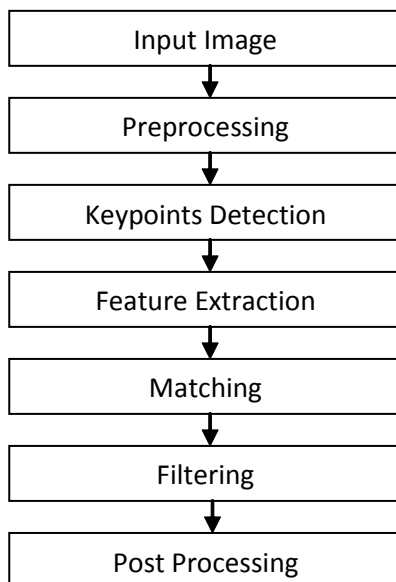 Input Image
Preprocessing
Keypoints Detection
Feature Extraction
Matching
Filtering
Post Processing